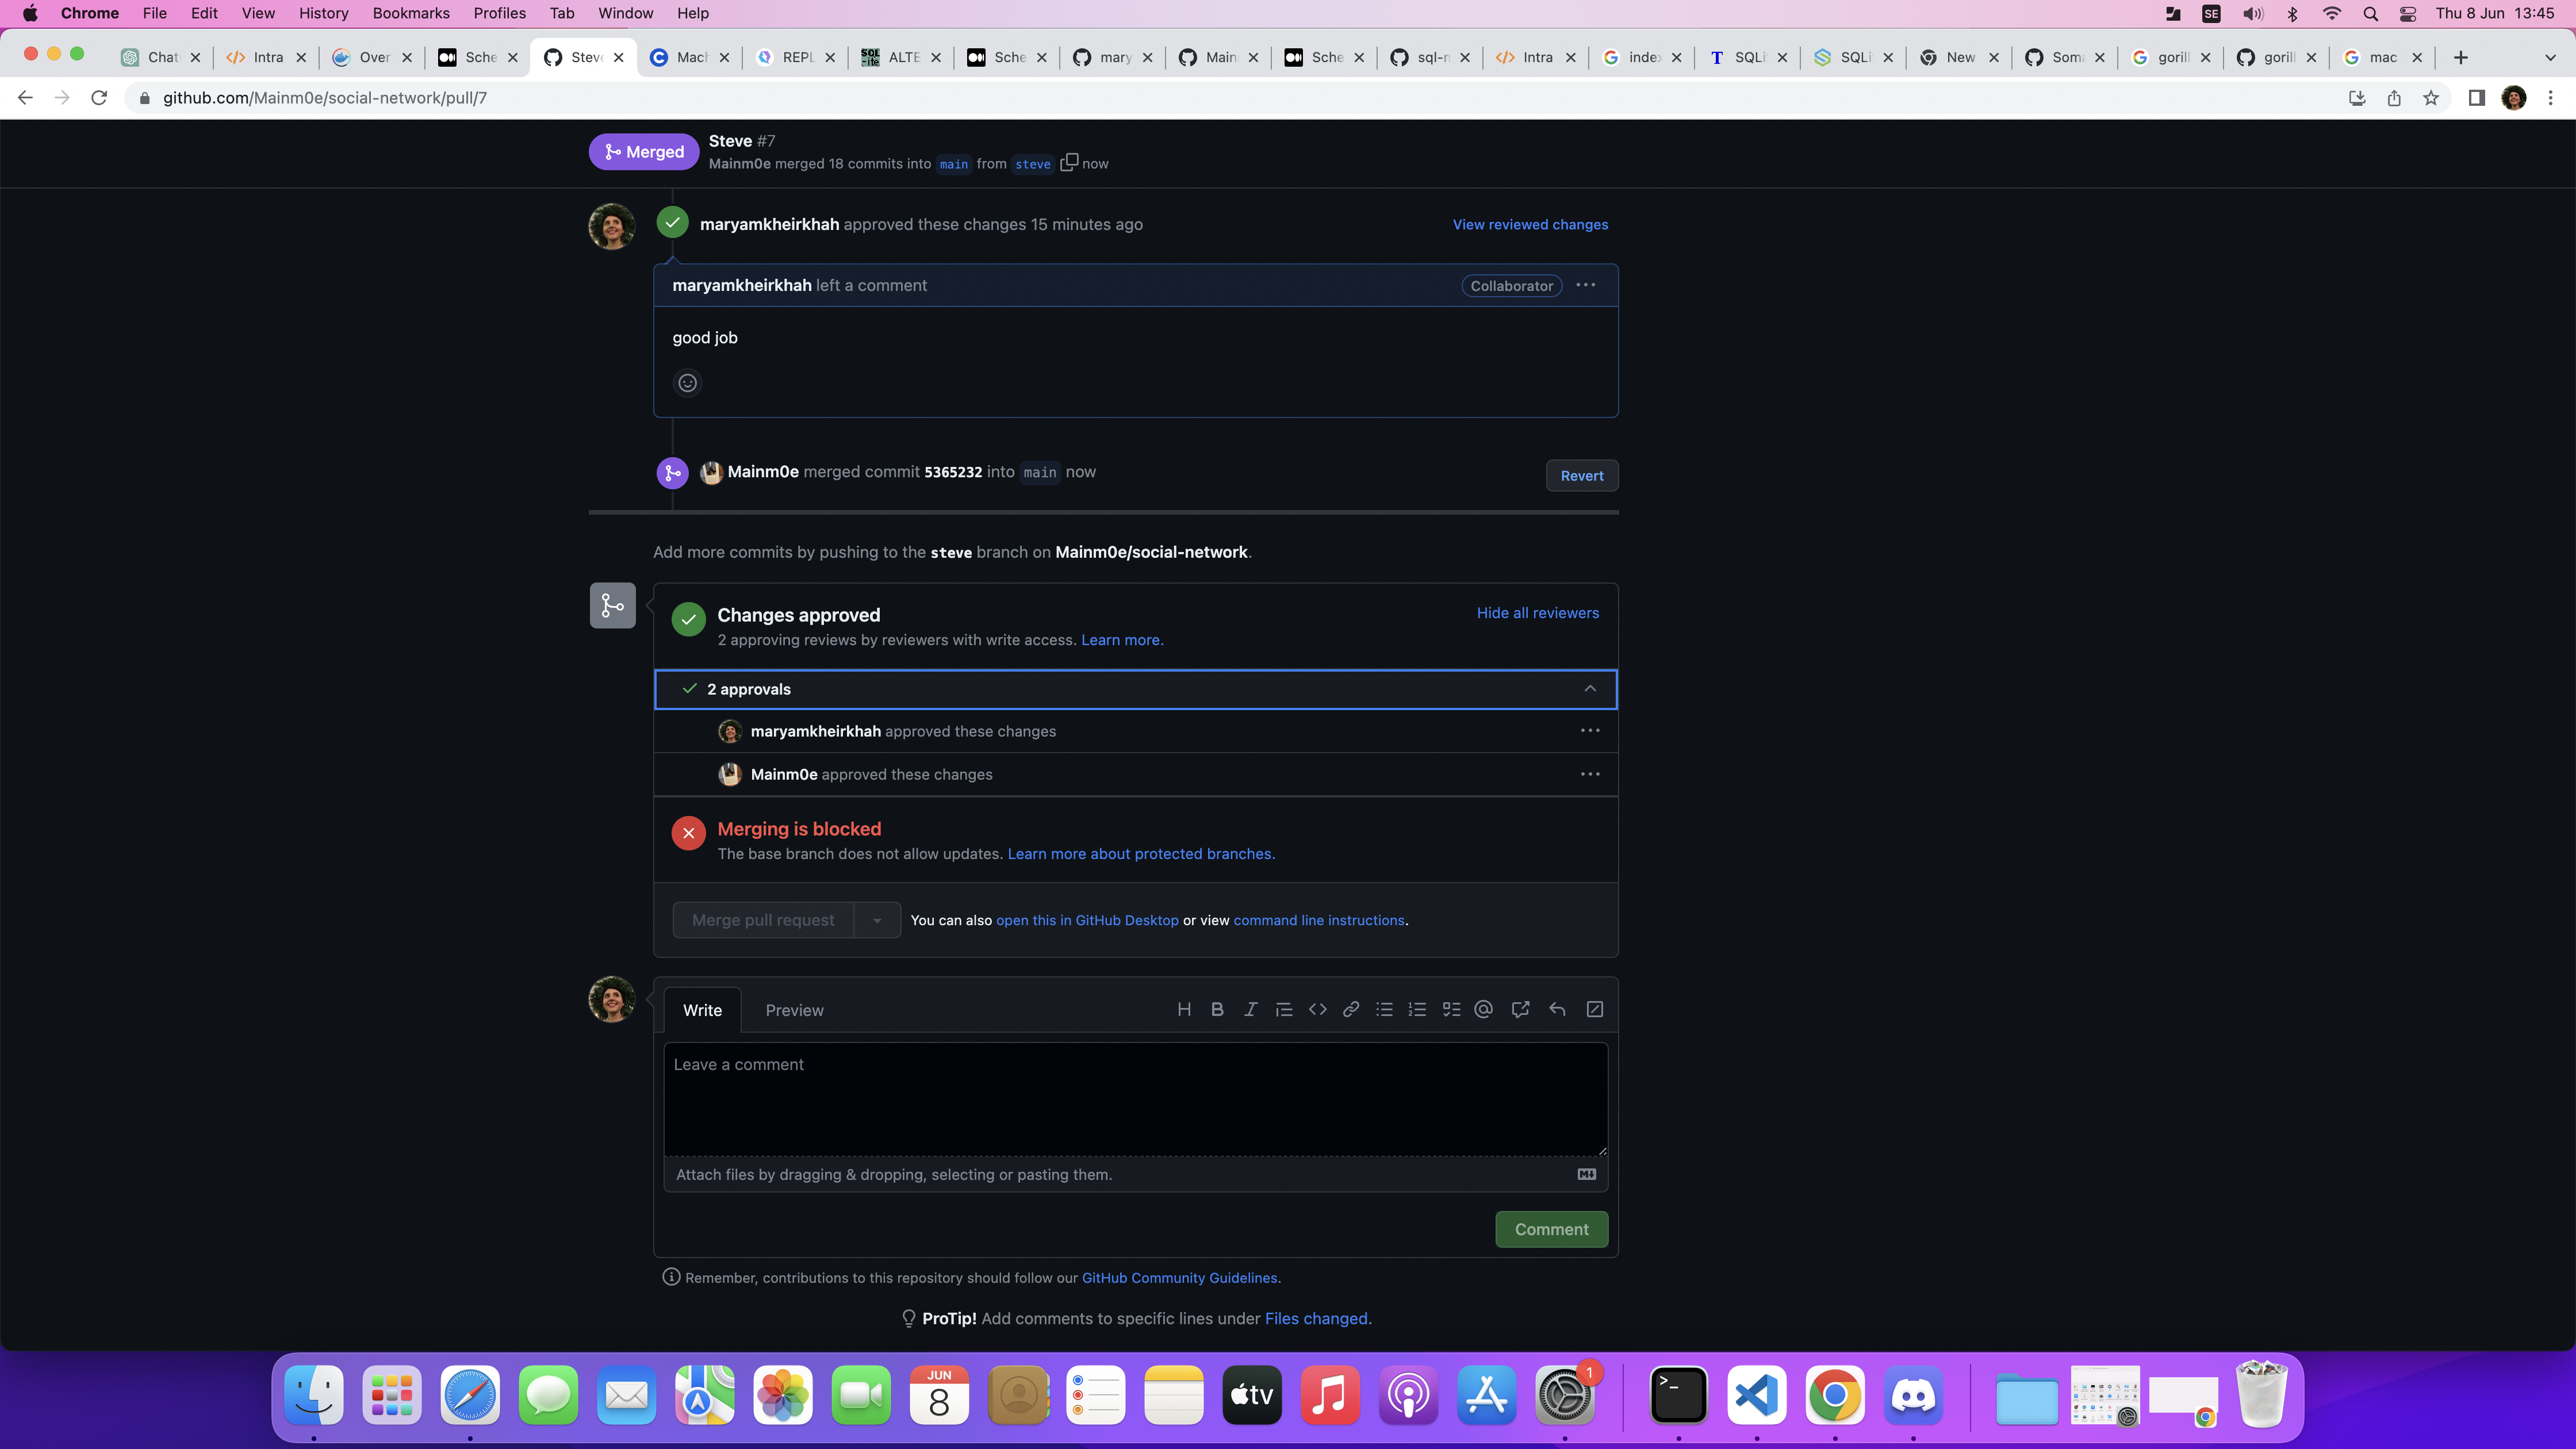 Chrome File Edit View History Bookmarks Profiles Tab Window Help SE Thu 8 Jun 13:45
Chat Intra Over Sche Steve Mach REPL ALTE Sche mary Main Sche sql-n Intra index SQLi SQLi New Soma gorill gorill mac
github.com/Mainm0e/social-network/pull/7
Merged
Steve #7
Mainm0e merged 18 commits into main from steve now
maryamkheirkhah approved these changes 15 minutes ago View reviewed changes
maryamkheirkhah left a comment Collaborator
good job
Mainm0e merged commit 5365232 into main now Revert
Add more commits by pushing to the steve branch on Mainm0e/social-network.
Changes approved Hide all reviewers
2 approving reviews by reviewers with write access. Learn more.
2 approvals
maryamkheirkhah approved these changes
Mainm0e approved these changes
Merging is blocked
The base branch does not allow updates. Learn more about protected branches.
Merge pull request You can also open this in GitHub Desktop or view command line instructions.
Write Preview
Leave a comment
Attach files by dragging & dropping, selecting or pasting them.
Comment
Remember, contributions to this repository should follow our GitHub Community Guidelines.
ProTip! Add comments to specific lines under Files changed.
JUN
8
tv
1